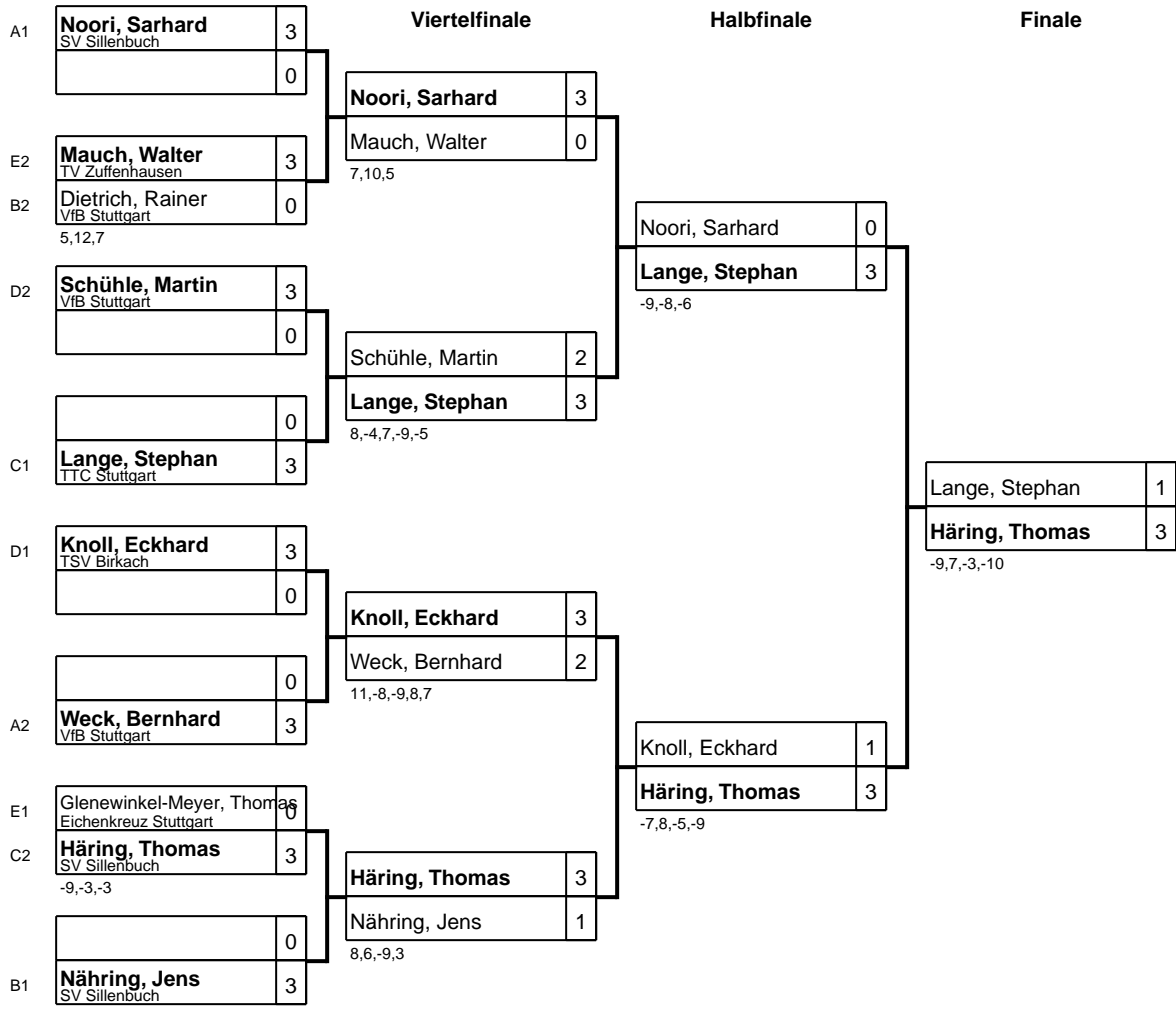 Viertelfinale
Halbfinale
Finale
A1
Noori, Sarhard 3
SV Sillenbuch
0
E2
Mauch, Walter 3
TV Zuffenhausen
B2
Dietrich, Rainer 0
VfB Stuttgart
5,12,7
D2
Schühle, Martin 3
VfB Stuttgart
0
0
C1
Lange, Stephan 3
TTC Stuttgart
D1
Knoll, Eckhard 3
TSV Birkach
0
0
A2
Weck, Bernhard 3
VfB Stuttgart
E1
Glenewinkel-Meyer, Thomas 0
Eichenkreuz Stuttgart
C2
Häring, Thomas 3
SV Sillenbuch
-9,-3,-3
0
B1
Nähring, Jens 3
SV Sillenbuch
Noori, Sarhard 3
Mauch, Walter 0
7,10,5
Schühle, Martin 2
Lange, Stephan 3
8,-4,7,-9,-5
Knoll, Eckhard 3
Weck, Bernhard 2
11,-8,-9,8,7
Häring, Thomas 3
Nähring, Jens 1
8,6,-9,3
Noori, Sarhard 0
Lange, Stephan 3
-9,-8,-6
Knoll, Eckhard 1
Häring, Thomas 3
-7,8,-5,-9
Lange, Stephan 1
Häring, Thomas 3
-9,7,-3,-10